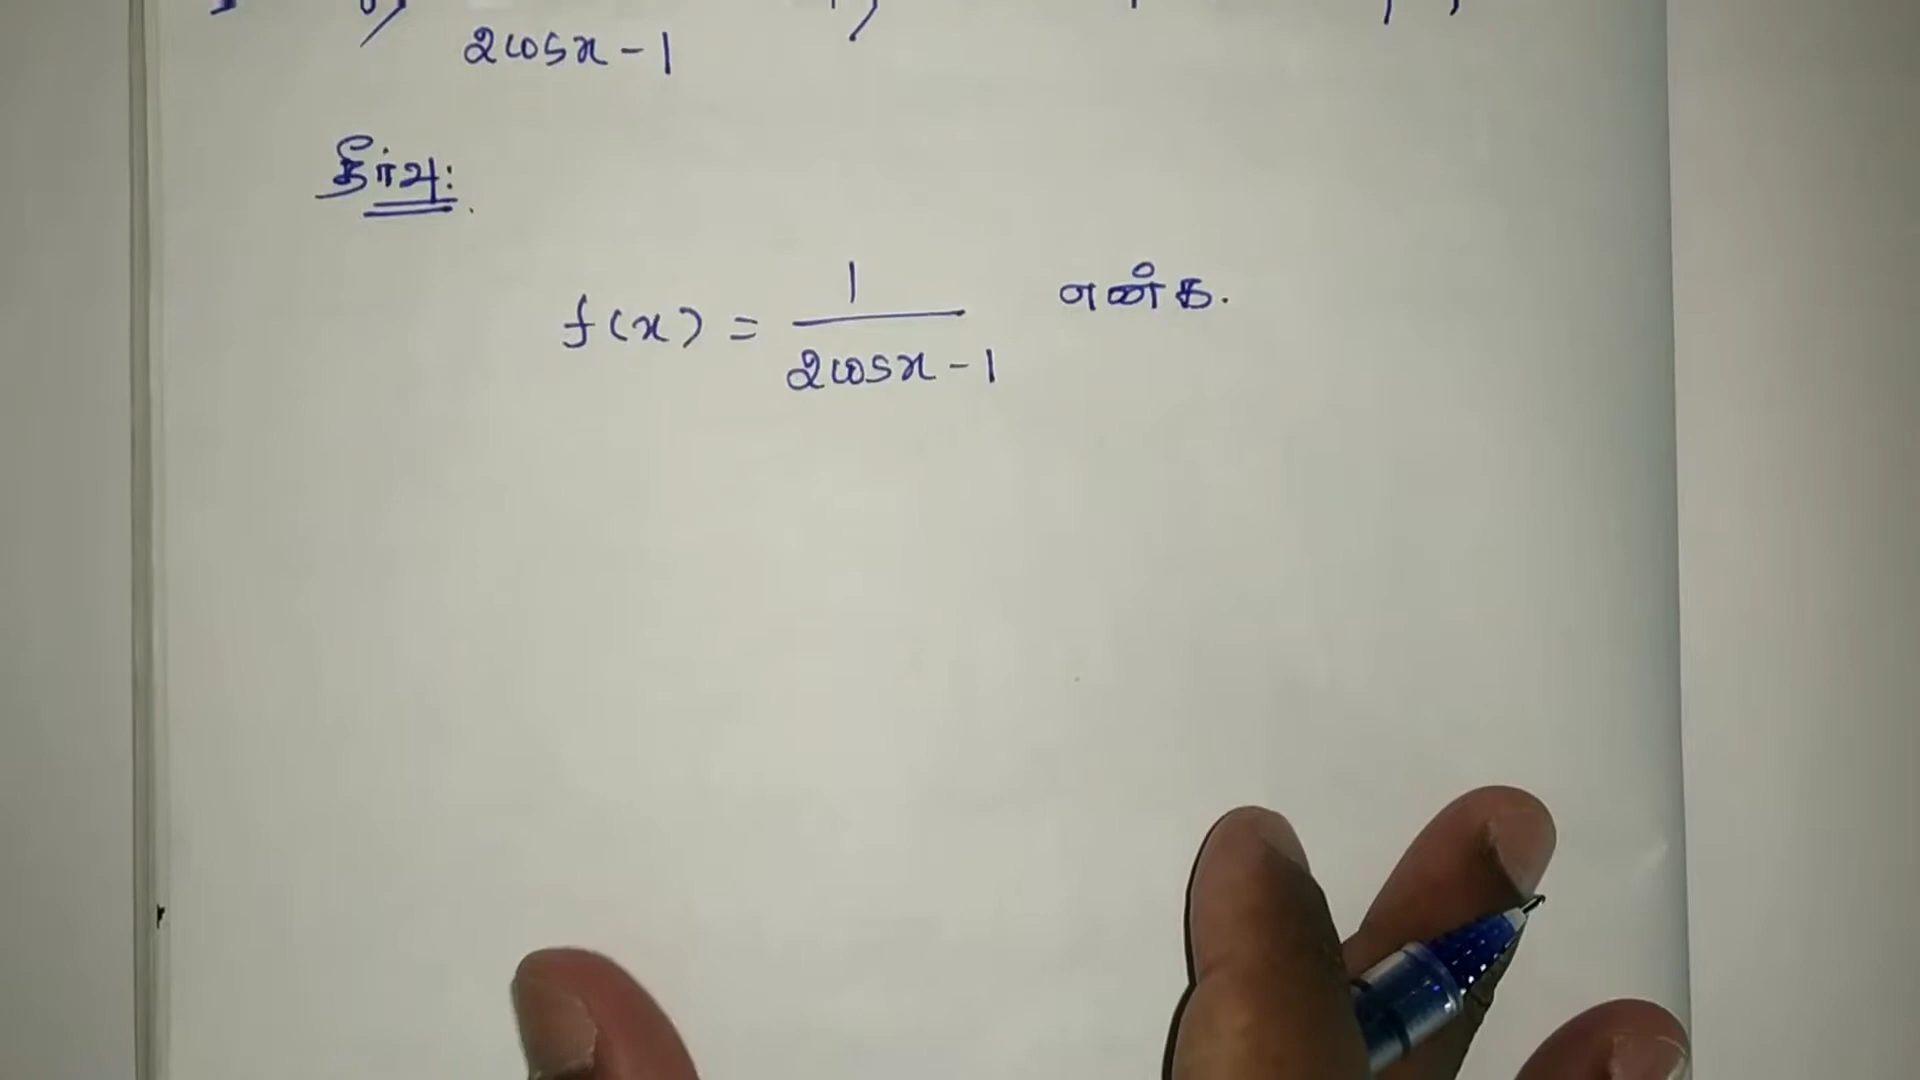 2cosx - 1
தீர்வு:
f(x) = 1 / 2cosx - 1 என்க.